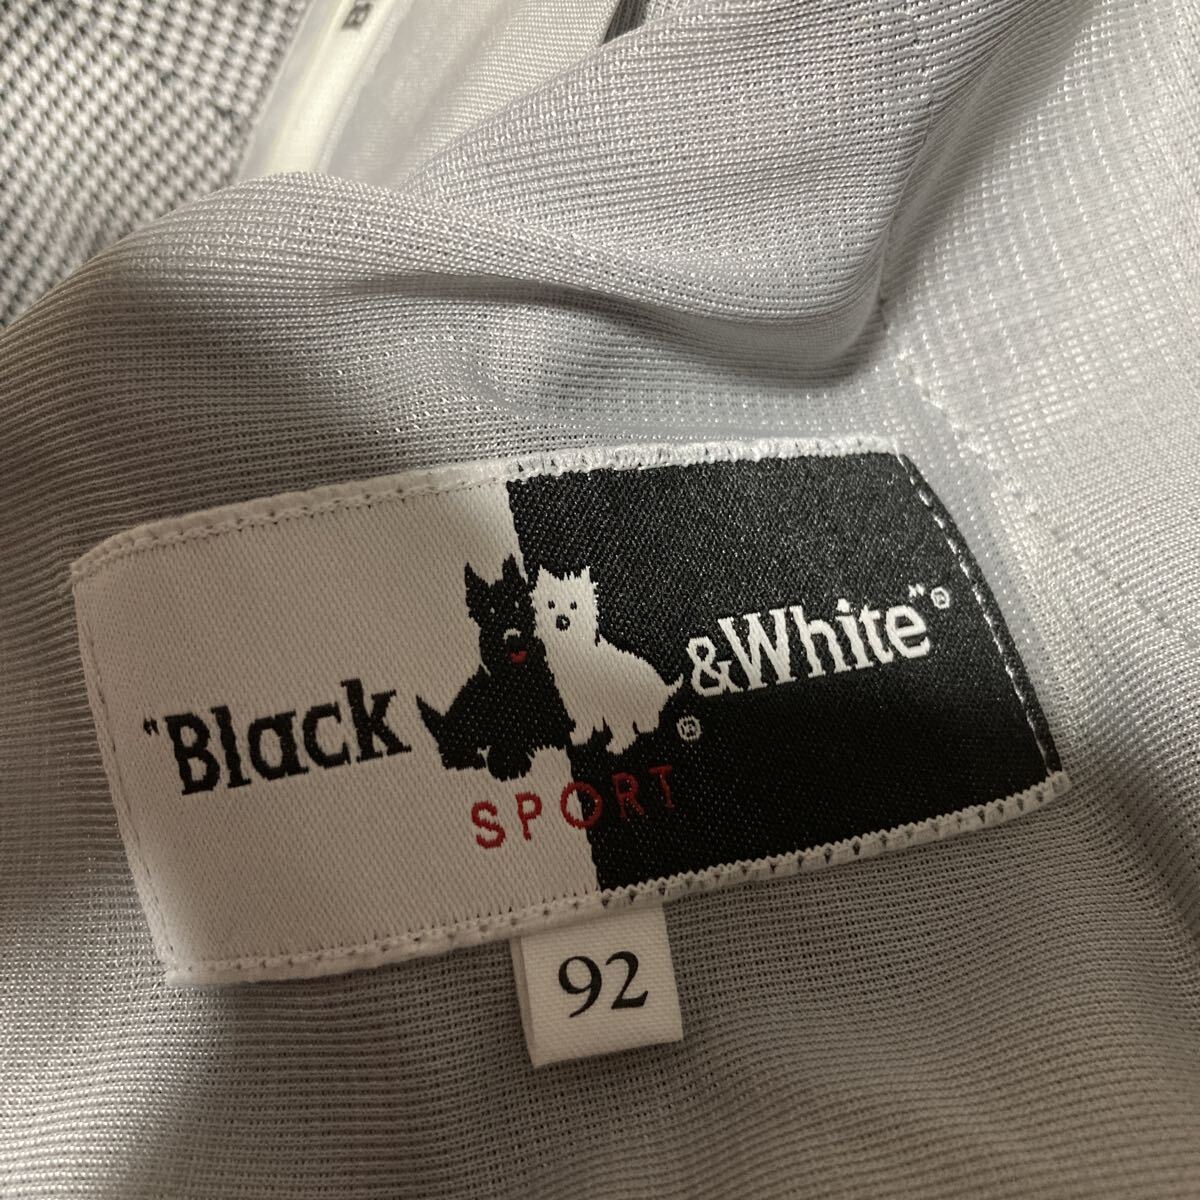 "Black & White"®
®
SPORT
92